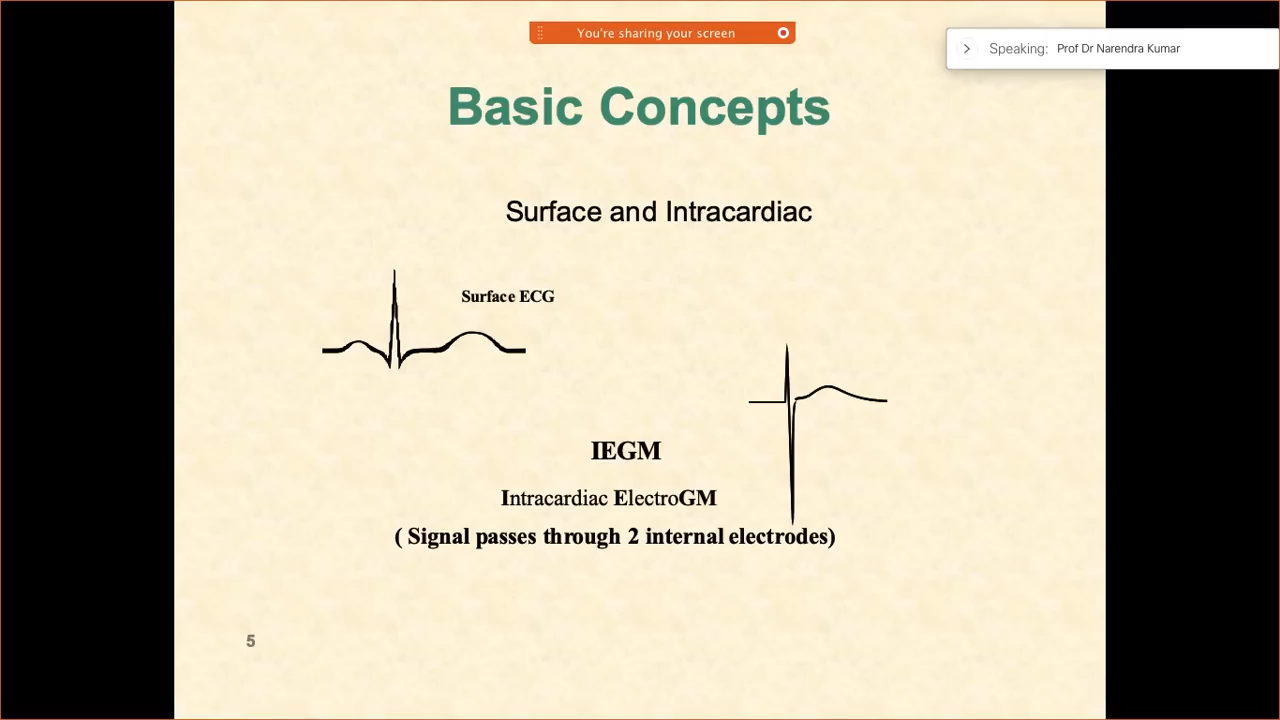 You're sharing your screen
Speaking: Prof Dr Narendra Kumar
Basic Concepts
Surface and Intracardiac
Surface ECG
IEGM
Intracardiac ElectroGM
( Signal passes through 2 internal electrodes)
5